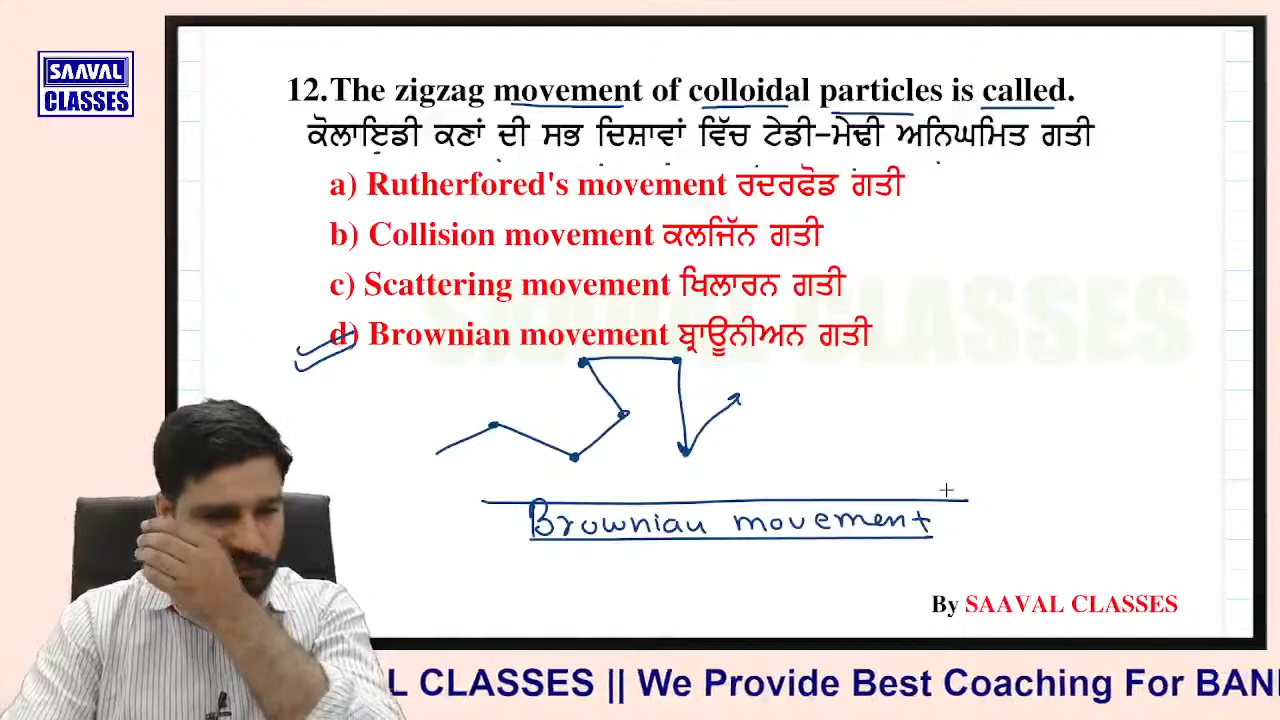 SAAVAL
CLASSES
12.The zigzag movement of colloidal particles is called.
ਕੋਲਾਇਡੀ ਕਣਾਂ ਦੀ ਸਭ ਦਿਸ਼ਾਵਾਂ ਵਿੱਚ ਟੇਡੀ-ਮੇਢੀ ਅਨਿਘਮਿਤ ਗਤੀ
a) Rutherfored's movement ਰਦਰਫੋਡ ਗਤੀ
b) Collision movement ਕਲਜਿੱਨ ਗਤੀ
c) Scattering movement ਖਿਲਾਰਨ ਗਤੀ
d) Brownian movement ਬ੍ਰਾਊਨੀਅਨ ਗਤੀ
Brownian movement
By SAAVAL CLASSES
L CLASSES || We Provide Best Coaching For BAN